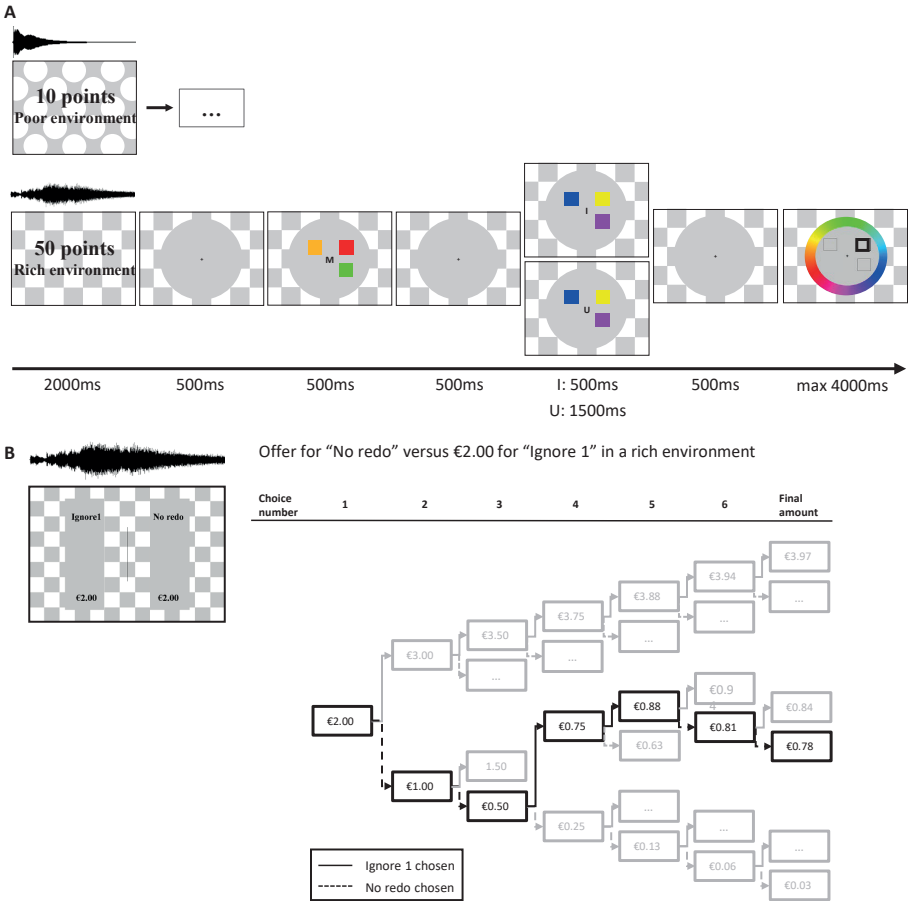 A
10 points
Poor environment
...
50 points
Rich environment
M
I
U
2000ms 500ms 500ms 500ms I: 500ms 500ms max 4000ms
U: 1500ms
B
Offer for “No redo” versus €2.00 for “Ignore 1” in a rich environment
Ignore1 No redo
€2.00 €2.00
Choice number 1 2 3 4 5 6 Final amount
€3.97
€3.94
...
€3.88
€3.75
...
€3.50
...
€3.00
...
...
€0.94
€0.88
€0.84
€2.00
€0.75
€0.81
€0.63
€0.78
1.50
€1.00
€0.50
...
€0.25
...
€0.13
...
€0.06
€0.03
Ignore 1 chosen
No redo chosen